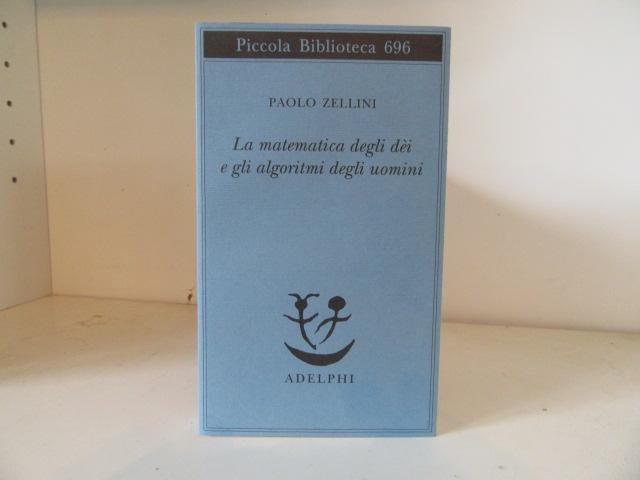 Piccola Biblioteca 696
PAOLO ZELLINI
La matematica degli dèi
e gli algoritmi degli uomini
ADELPHI